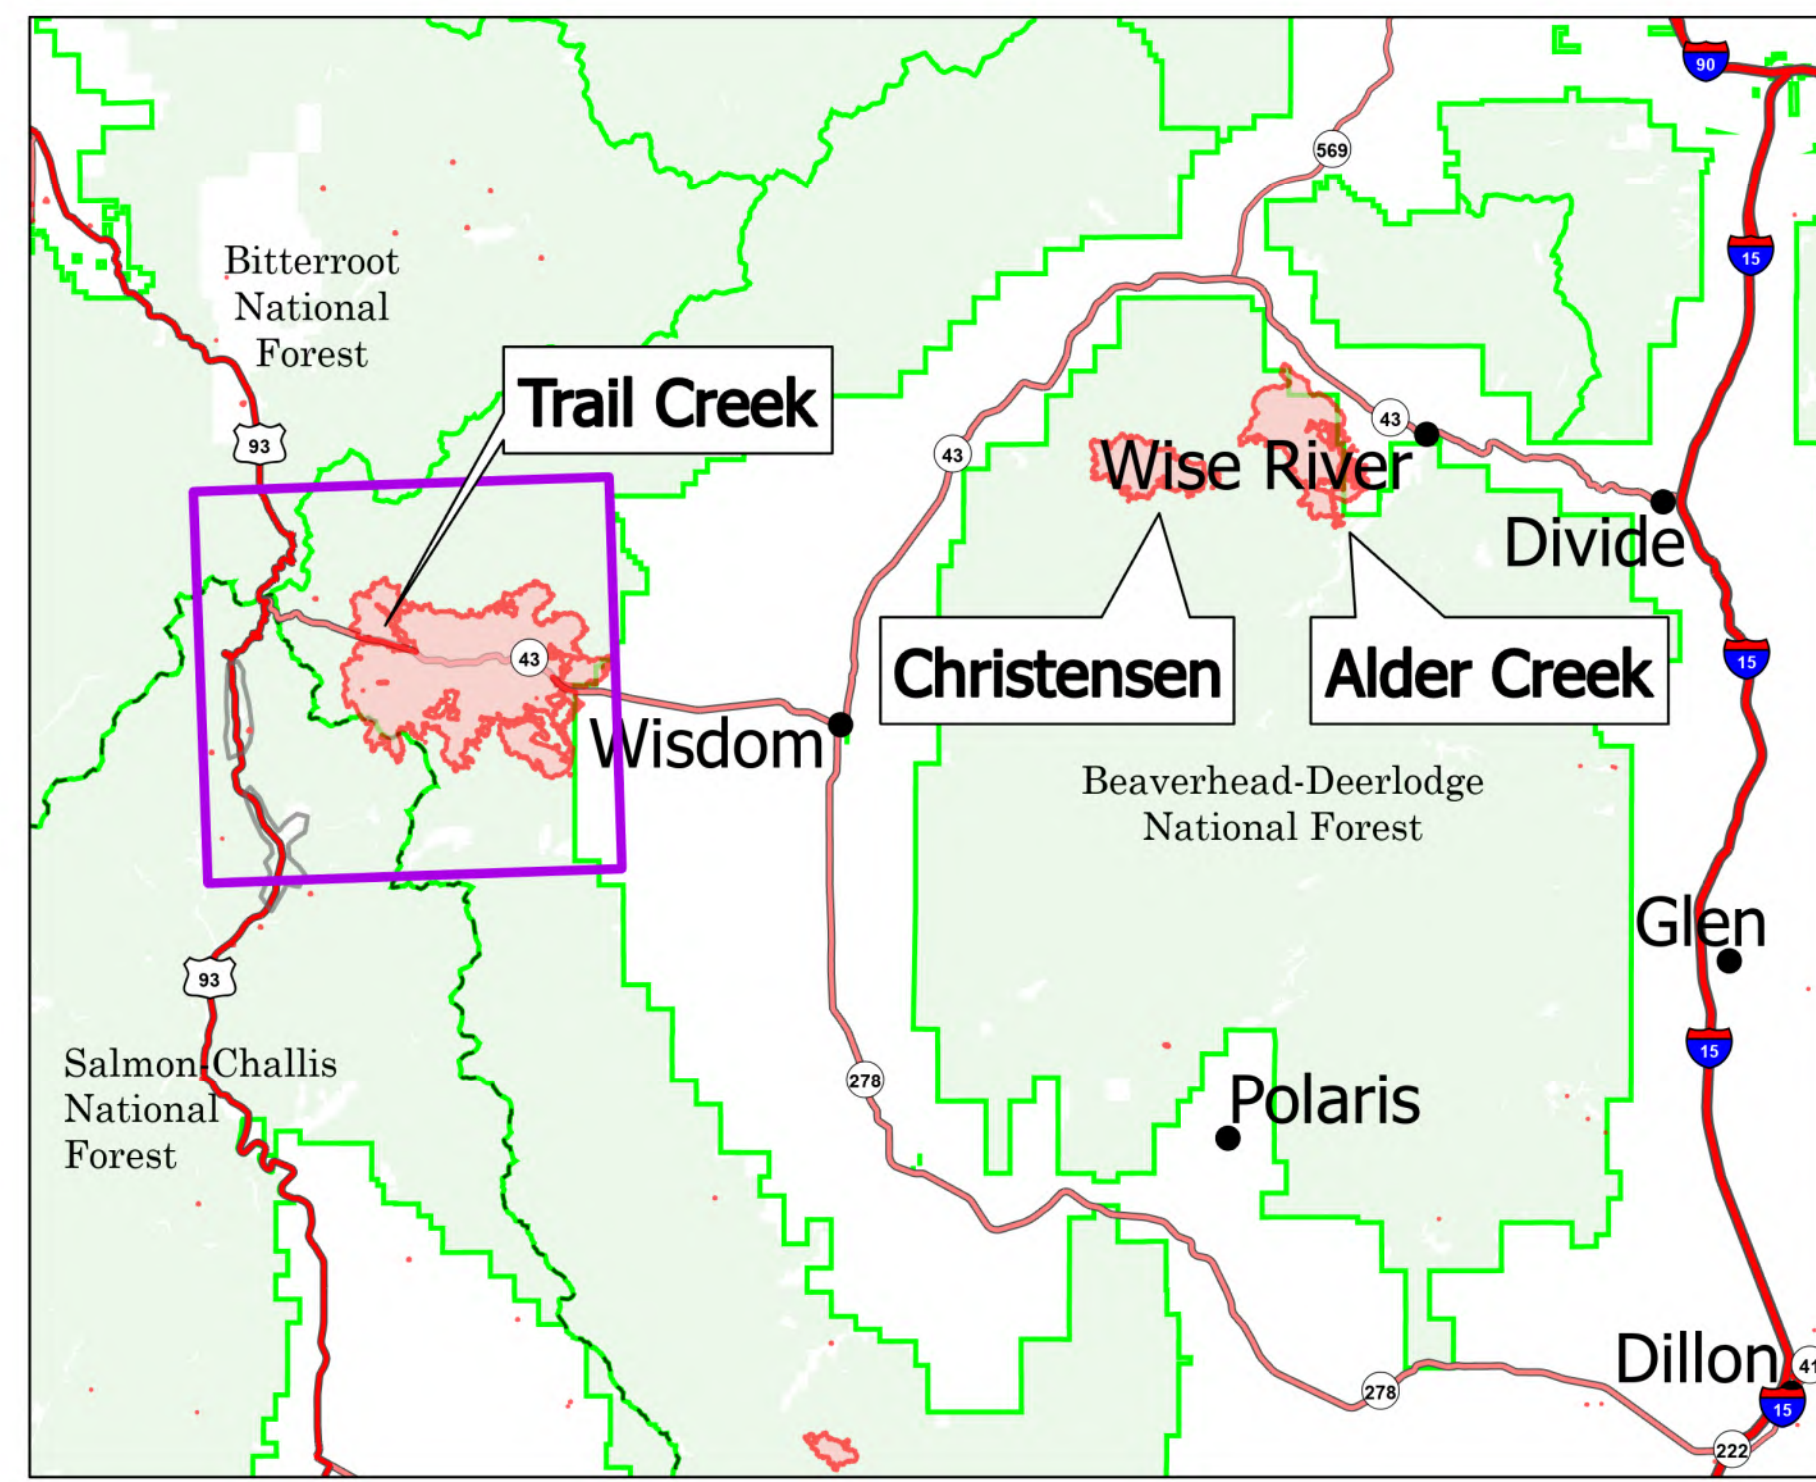 90
569
15
Bitterroot
National
Forest
Trail Creek
93
43
43
Wise River
Divide
43
Christensen
Alder Creek
15
Wisdom
Beaverhead-Deerlodge
National Forest
Glen
93
15
Salmon-Challis
National
Forest
278
Polaris
Dillon
41
278
15
222